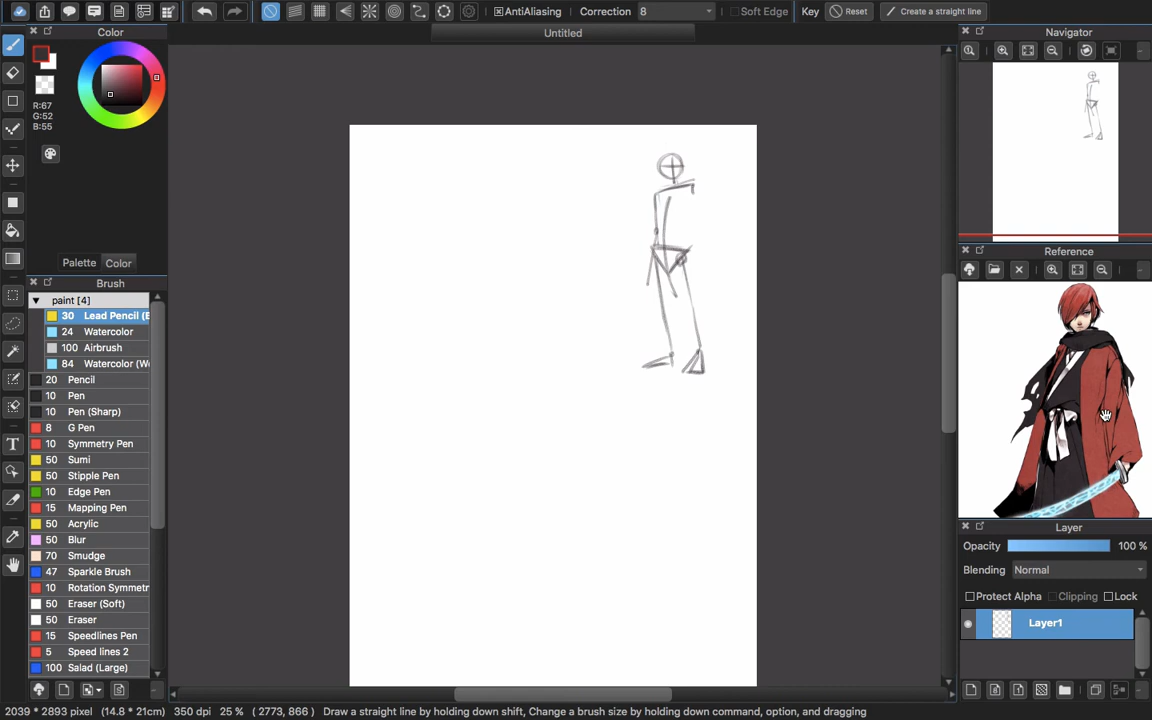 AntiAliasing Correction 8 Soft Edge Key Reset Create a straight line
Untitled
Color
R:67
G:52
B:55
Palette Color
Brush
paint [4]
30 Lead Pencil (B
24 Watercolor
100 Airbrush
84 Watercolor (We
20 Pencil
10 Pen
10 Pen (Sharp)
8 G Pen
10 Symmetry Pen
50 Sumi
50 Stipple Pen
10 Edge Pen
15 Mapping Pen
50 Acrylic
50 Blur
70 Smudge
47 Sparkle Brush
10 Rotation Symmetr
50 Eraser (Soft)
50 Eraser
15 Speedlines Pen
5 Speed lines 2
100 Salad (Large)
Navigator
Reference
Layer
Opacity 100 %
Blending Normal
Protect Alpha Clipping Lock
Layer1
2039 * 2893 pixel (14.8 * 21cm) 350 dpi 25 % ( 2773, 866 ) Draw a straight line by holding down shift, Change a brush size by holding down command, option, and dragging